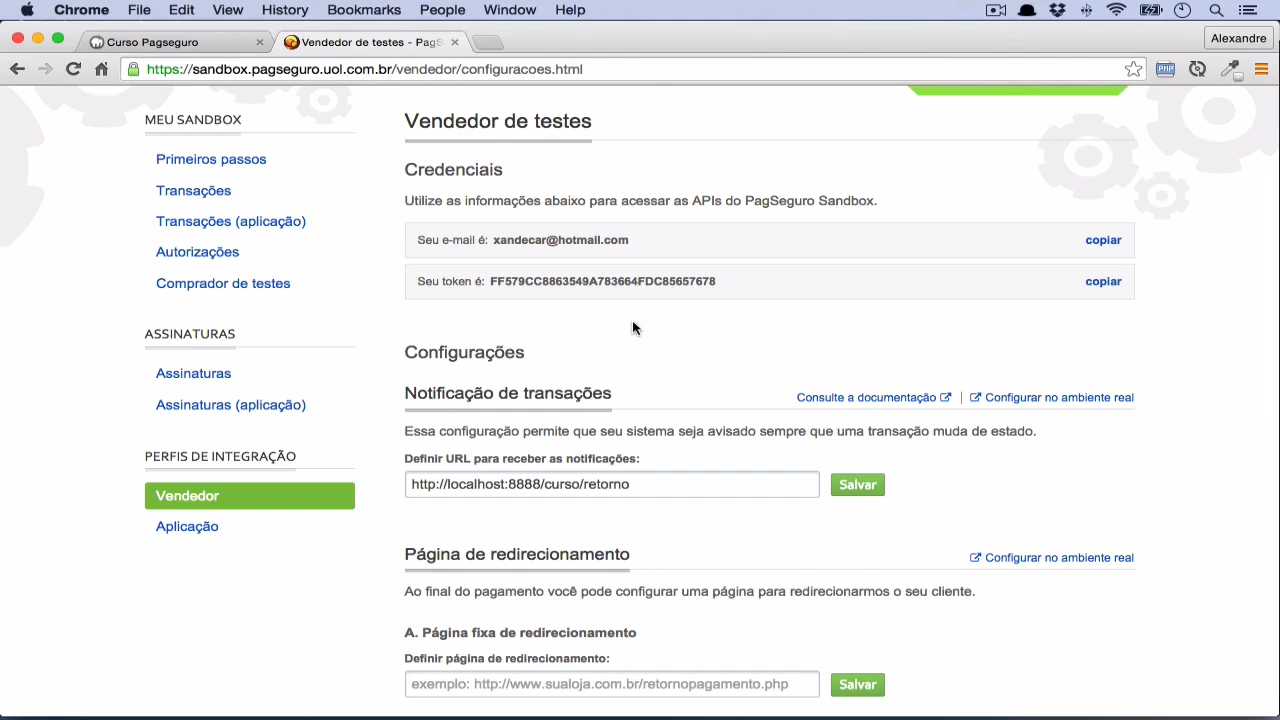 Chrome File Edit View History Bookmarks People Window Help
Curso Pagseguro
Vendedor de testes - PagS
Alexandre
https://sandbox.pagseguro.uol.com.br/vendedor/configuracoes.html
PHP
MEU SANDBOX
Primeiros passos
Transações
Transações (aplicação)
Autorizações
Comprador de testes
ASSINATURAS
Assinaturas
Assinaturas (aplicação)
PERFIS DE INTEGRAÇÃO
Vendedor
Aplicação
Vendedor de testes
Credenciais
Utilize as informações abaixo para acessar as APIs do PagSeguro Sandbox.
Seu e-mail é: xandecar@hotmail.com copiar
Seu token é: FF579CC8863549A783664FDC85657678 copiar
Configurações
Notificação de transações
Consulte a documentação | Configurar no ambiente real
Essa configuração permite que seu sistema seja avisado sempre que uma transação muda de estado.
Definir URL para receber as notificações:
http://localhost:8888/curso/retorno Salvar
Página de redirecionamento
Configurar no ambiente real
Ao final do pagamento você pode configurar uma página para redirecionarmos o seu cliente.
A. Página fixa de redirecionamento
Definir página de redirecionamento:
exemplo: http://www.sualoja.com.br/retornopagamento.php Salvar